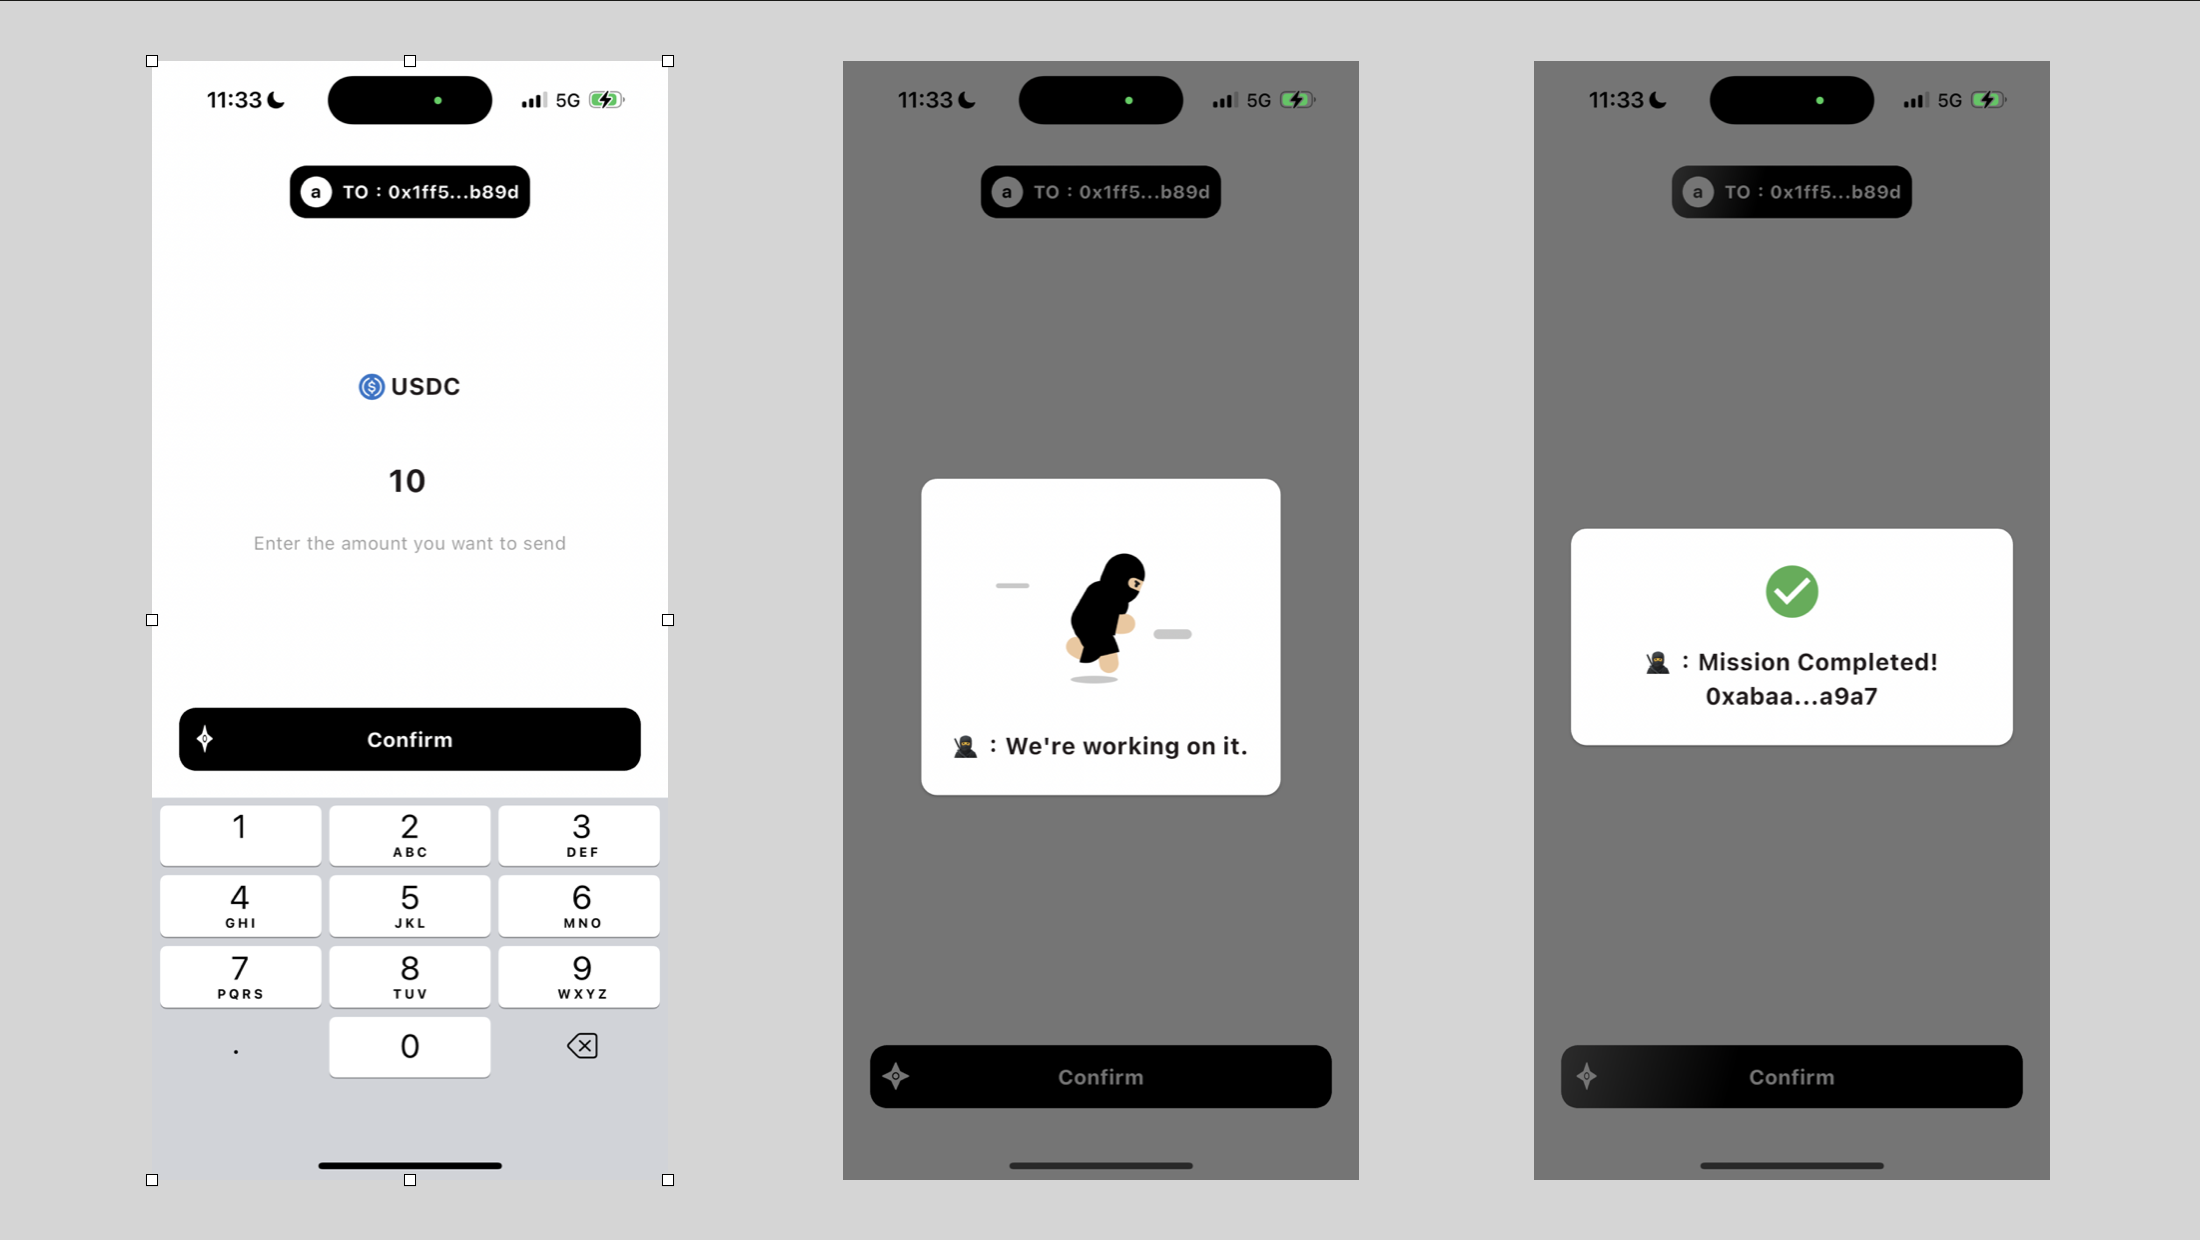 11:33
5G
a TO : 0x1ff5...b89d
USDC
10
Enter the amount you want to send
Confirm
1
2
ABC
3
DEF
4
GHI
5
JKL
6
MNO
7
PQRS
8
TUV
9
WXYZ
.
0
11:33
5G
a TO : 0x1ff5...b89d
: We're working on it.
Confirm
11:33
5G
a TO : 0x1ff5...b89d
: Mission Completed!
0xabaa...a9a7
Confirm